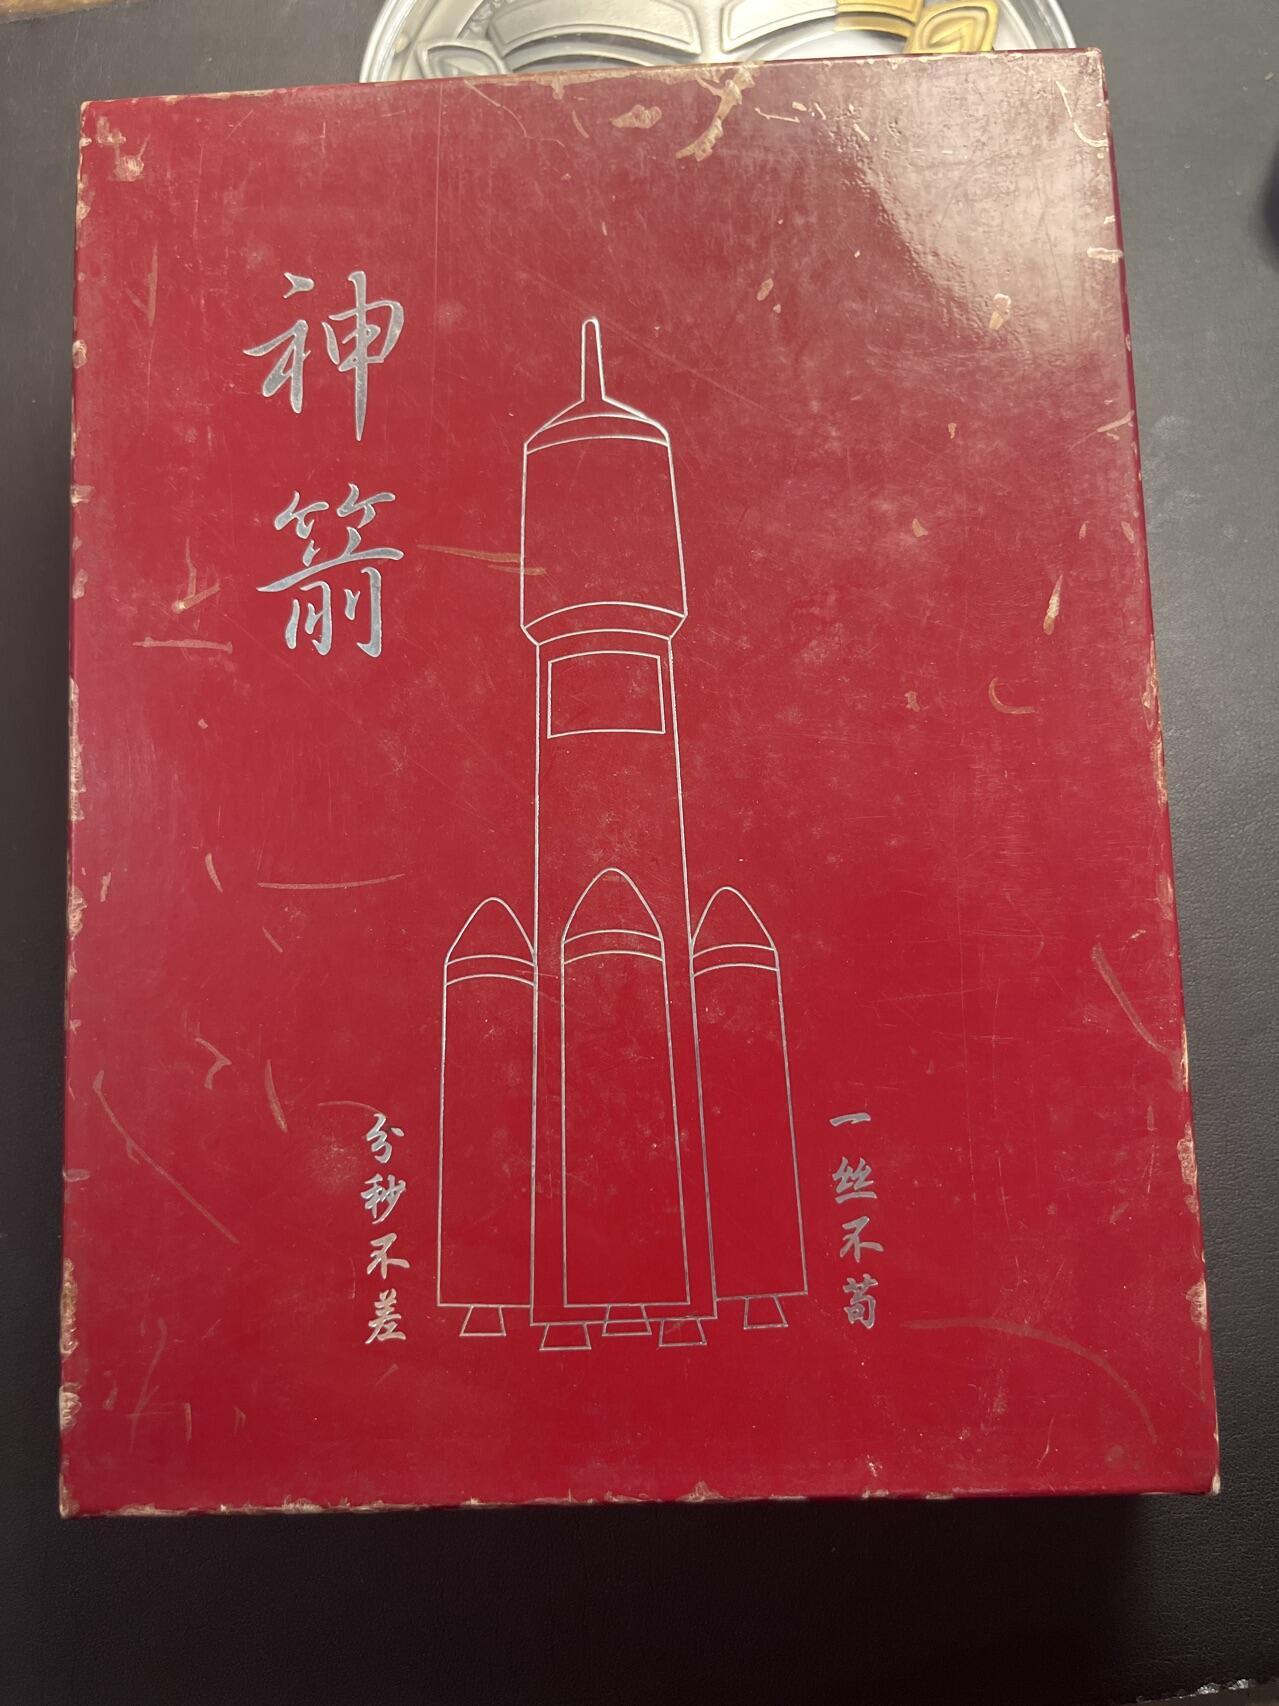 神箭
一丝不苟
分秒不差